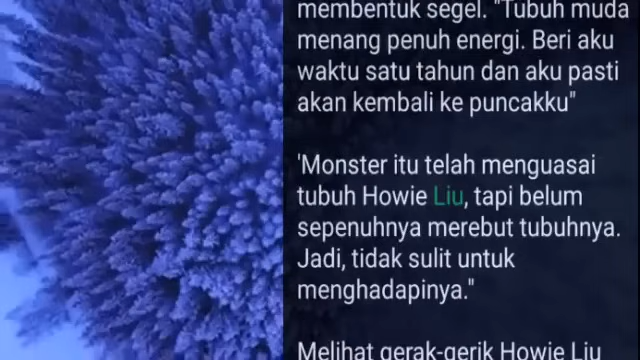 membentuk segel. "Tubuh muda
menang penuh energi. Beri aku
waktu satu tahun dan aku pasti
akan kembali ke puncakku"
'Monster itu telah menguasai
tubuh Howie Liu, tapi belum
sepenuhnya merebut tubuhnya.
Jadi, tidak sulit untuk
menghadapinya."
Melihat gerak-gerik Howie Liu